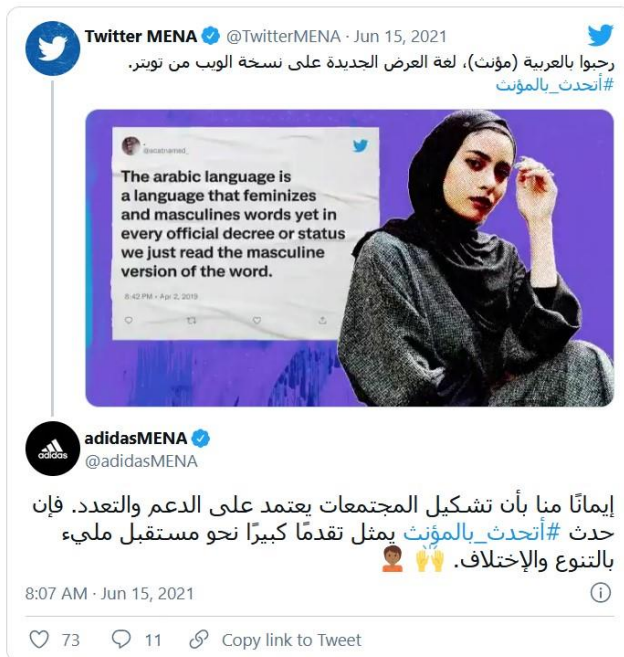 Twitter MENA @TwitterMENA · Jun 15, 2021
رحبوا بالعربية (مؤنث)، لغة العرض الجديدة على نسخة الويب من تويتر.
#أتحدث_بالمؤنث
The arabic language is
a language that feminizes
and masculines words yet in
every official decree or status
we just read the masculine
version of the word.
8:42 PM • Apr 2, 2019
adidas
adidasMENA
@adidasMENA
إيمانًا منا بأن تشكيل المجتمعات يعتمد على الدعم والتعدد. فإن
حدث #أتحدث_بالمؤنث يمثل تقدمًا كبيرًا نحو مستقبل مليء
بالتنوع والإختلاف. 🙌 🙎🏾
8:07 AM · Jun 15, 2021
73 11 Copy link to Tweet